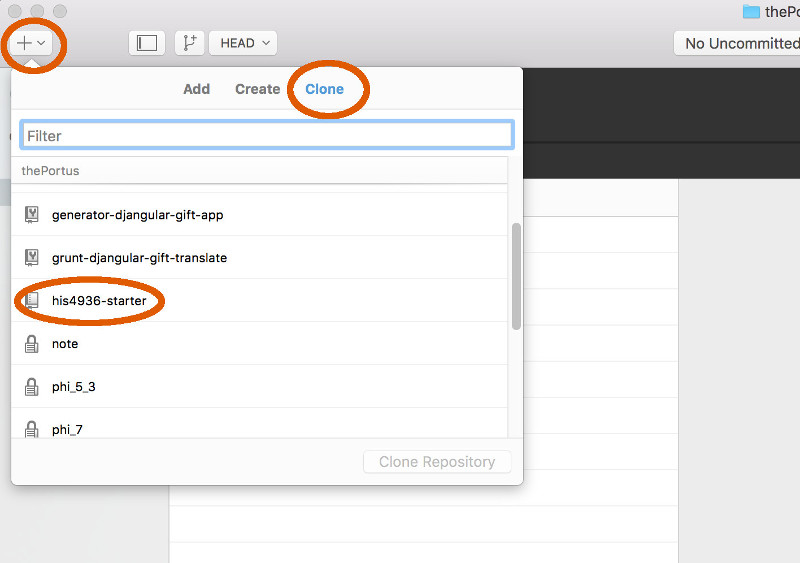 thePo
HEAD
No Uncommitted
Add Create Clone
Filter
thePortus
generator-djangular-gift-app
grunt-djangular-gift-translate
his4936-starter
note
phi_5_3
phi_7
Clone Repository